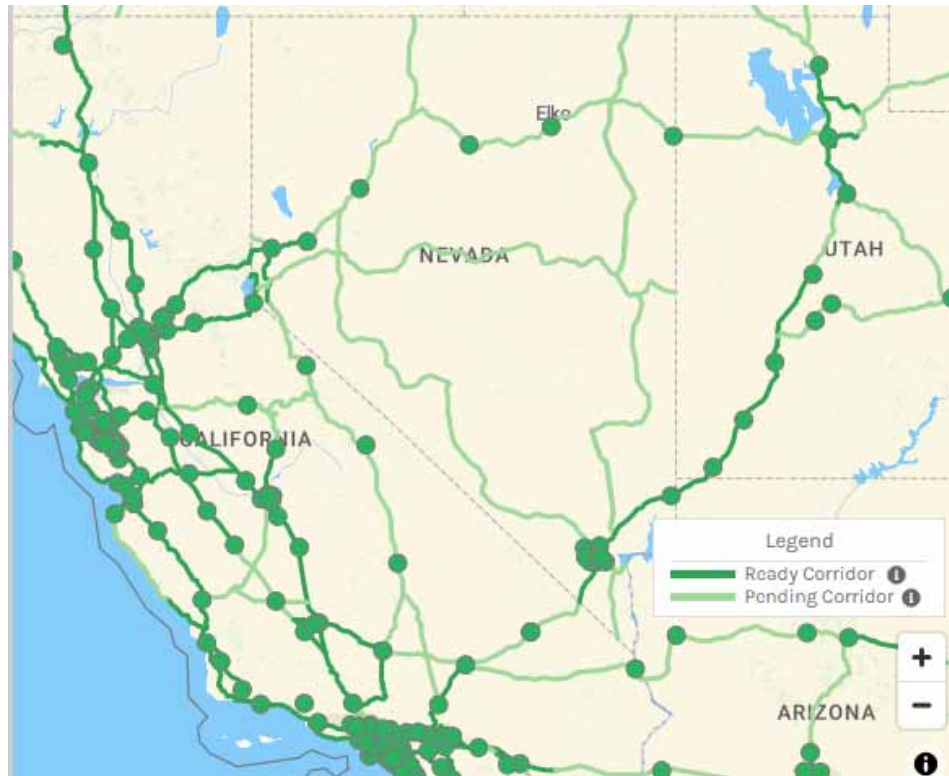 Elko
NEVADA
UTAH
CALIFORNIA
Legend
Ready Corridor i
Pending Corridor i
+
−
ARIZONA
i